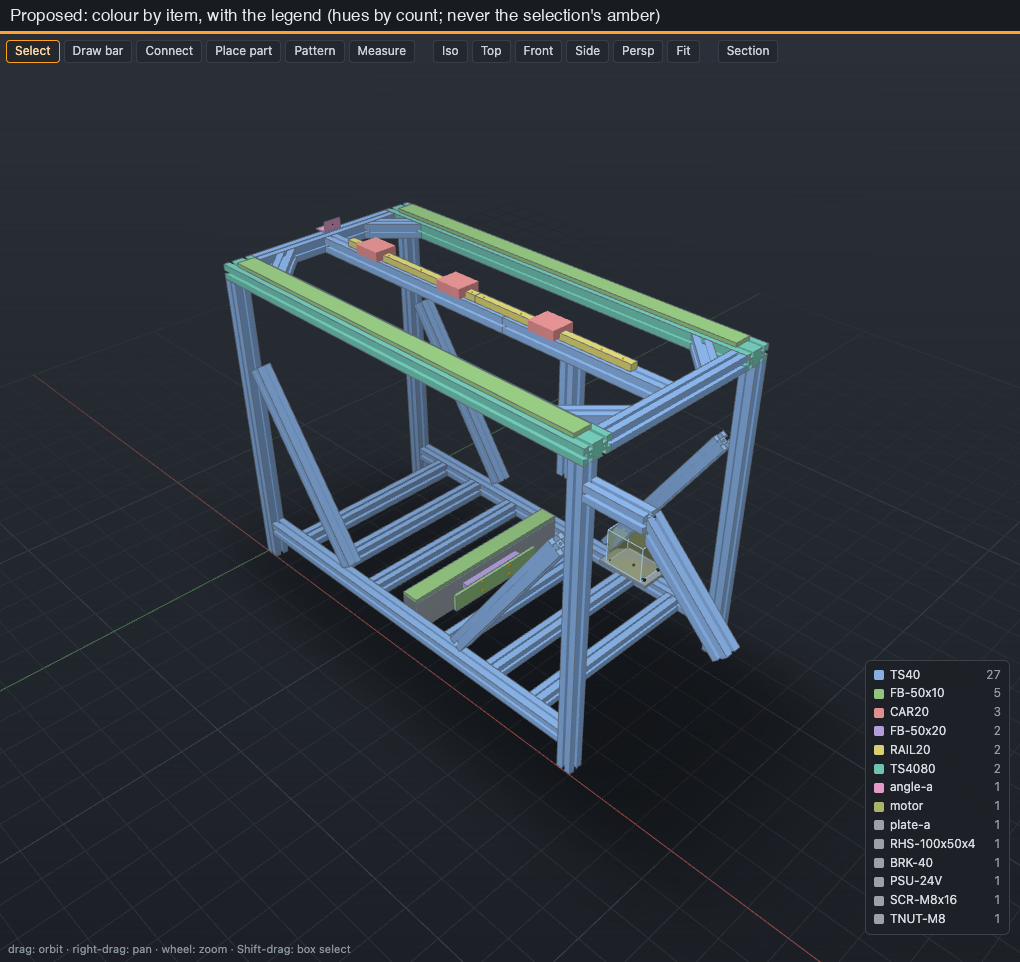 Proposed: colour by item, with the legend (hues by count; never the selection's amber)
Select Draw bar Connect Place part Pattern Measure Iso Top Front Side Persp Fit Section
TS40 27
FB-50x10 5
CAR20 3
FB-50x20 2
RAIL20 2
TS4080 2
angle-a 1
motor 1
plate-a 1
RHS-100x50x4 1
BRK-40 1
PSU-24V 1
SCR-M8x16 1
TNUT-M8 1
drag: orbit · right-drag: pan · wheel: zoom · Shift-drag: box select